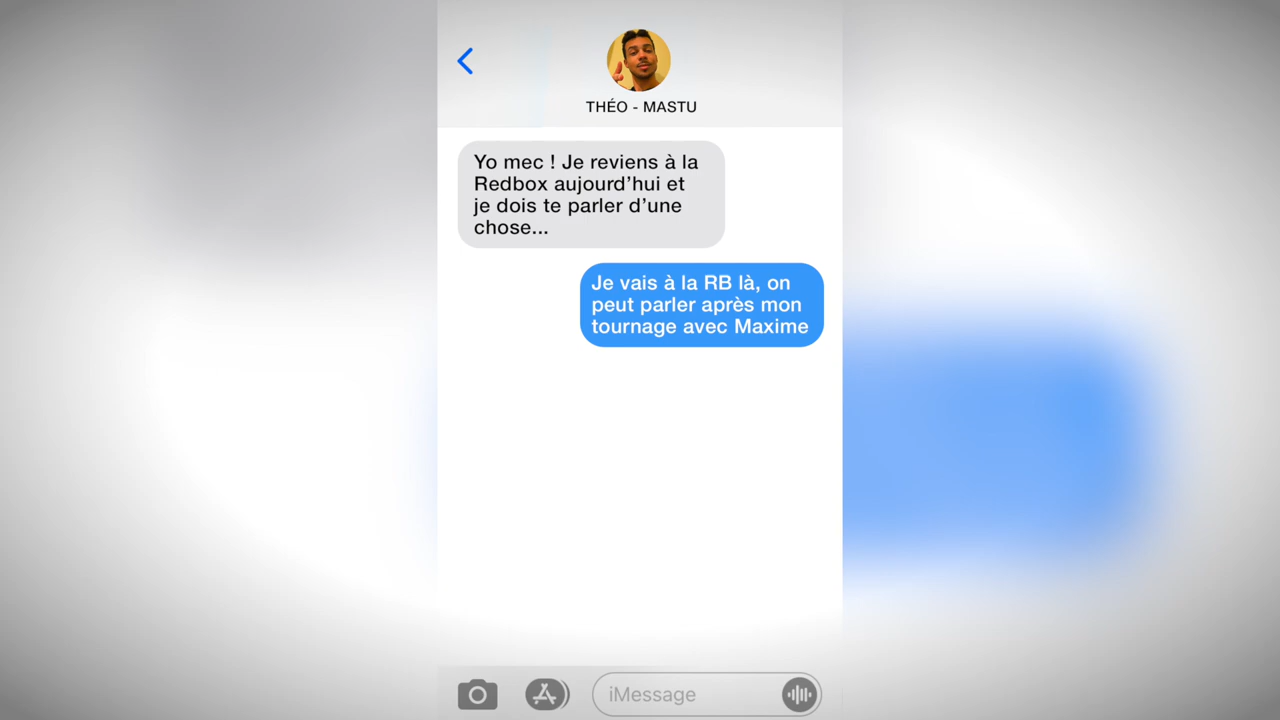 THÉO - MASTU
Yo mec ! Je reviens à la
Redbox aujourd’hui et
je dois te parler d’une
chose...
Je vais à la RB là, on
peut parler après mon
tournage avec Maxime
iMessage